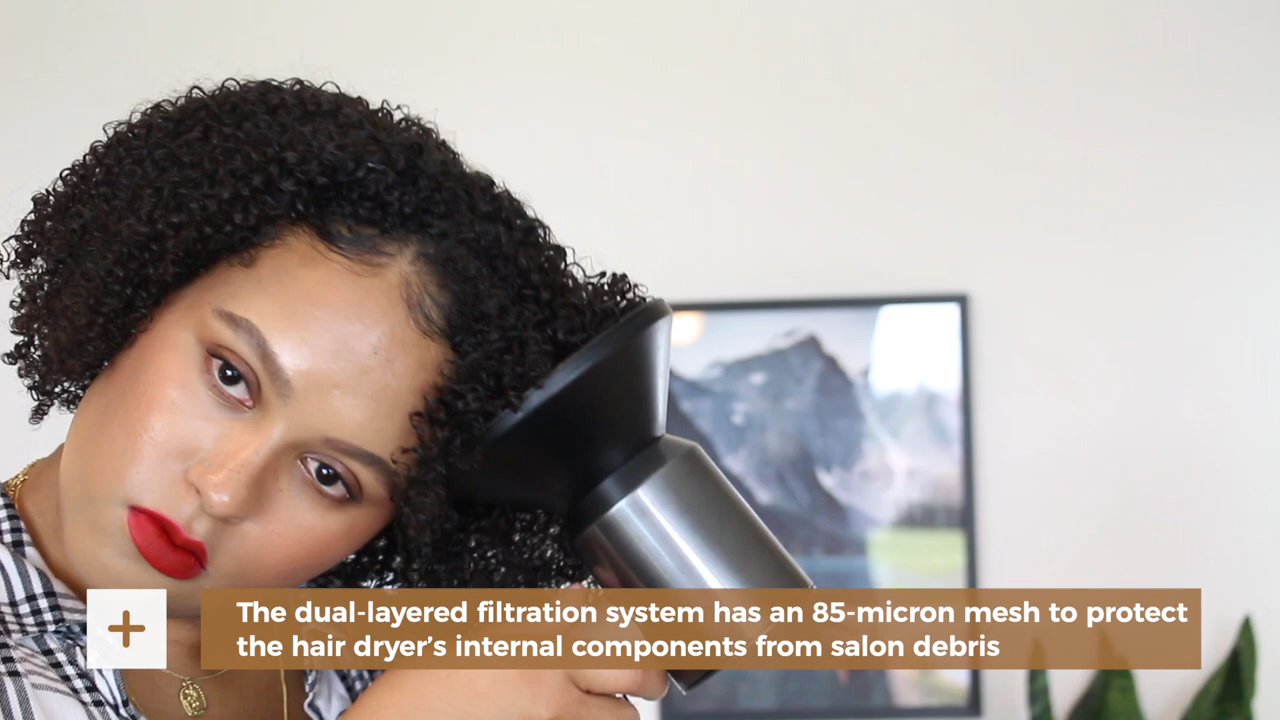 The dual-layered filtration system has an 85-micron mesh to protect
the hair dryer’s internal components from salon debris